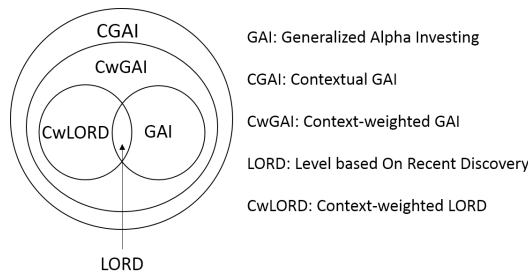 CGAI
CwGAI
CwLORD
GAI
LORD
GAI: Generalized Alpha Investing
CGAI: Contextual GAI
CwGAI: Context-weighted GAI
LORD: Level based On Recent Discovery
CwLORD: Context-weighted LORD